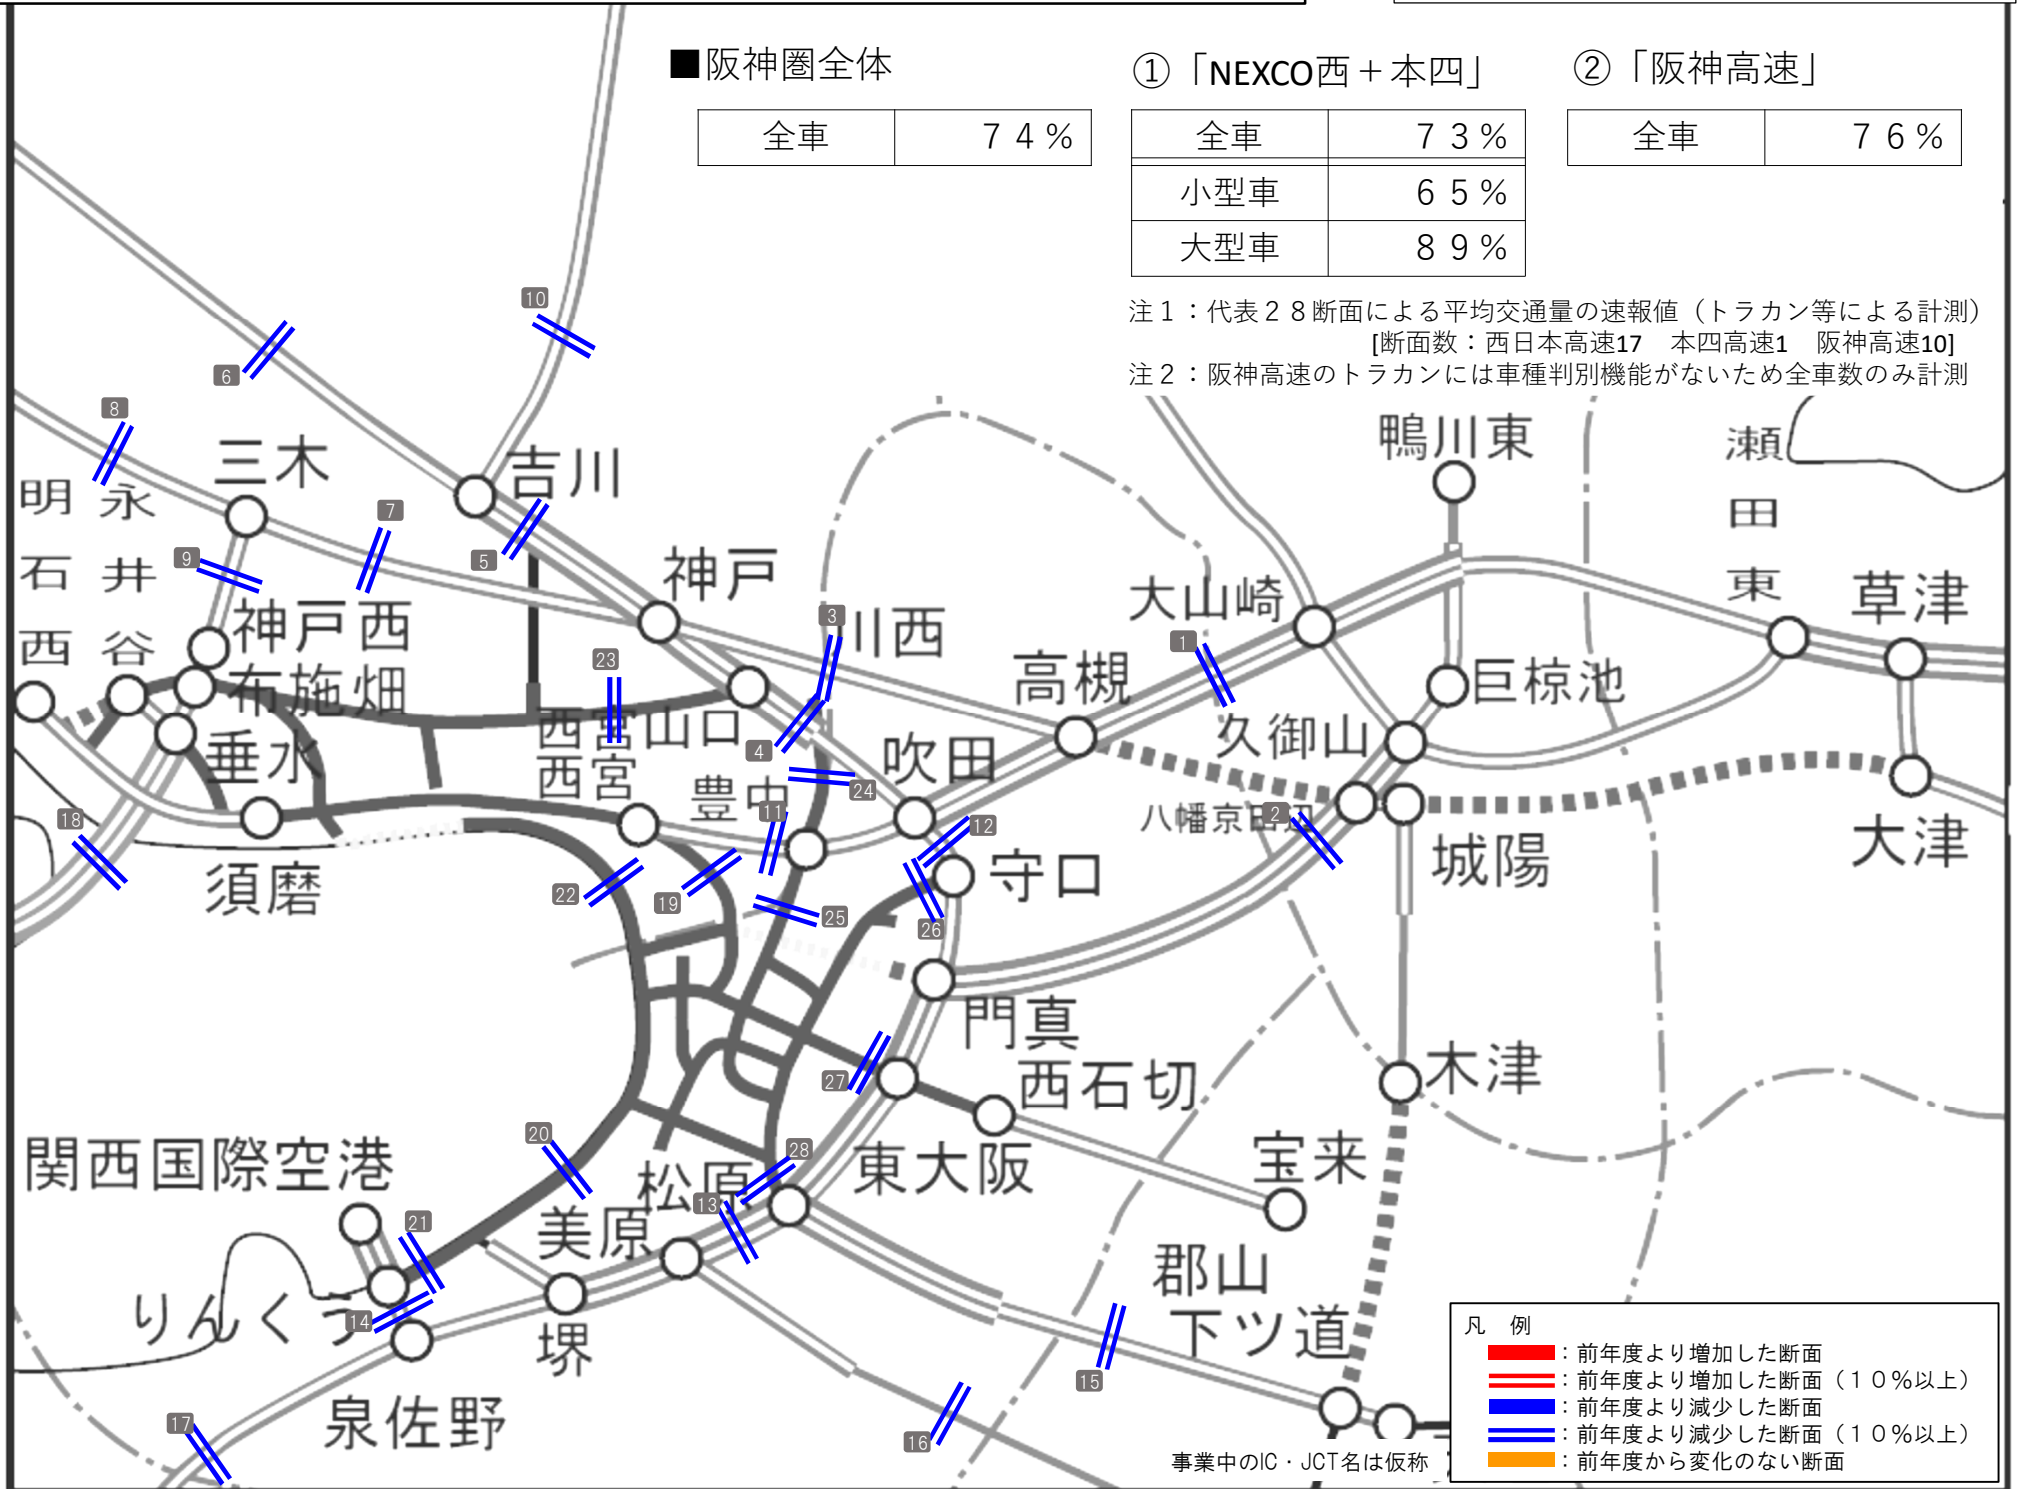 ■阪神圏全体
全車 74%
①「NEXCO西+本四」
全車 73%
小型車 65%
大型車 89%
②「阪神高速」
全車 76%
注1:代表28断面による平均交通量の速報値(トラカン等による計測)
[断面数:西日本高速17 本四高速1 阪神高速10]
注2:阪神高速のトラカンには車種判別機能がないため全車数のみ計測
10
6
8
三木
吉川
鴨川東
瀬田東
明石西
永井谷
7
5
9
神戸
神戸西
布施畑
3
川西
大山崎
1
草津
23
高槻
巨椋池
西宮山口
4
久御山
垂水
西宮
豊中
24
吹田
18
11
12
八幡京田辺
2
城陽
大津
須磨
22
19
25
守口
26
門真
27
西石切
木津
関西国際空港
20
松原
28
東大阪
宝来
21
13
美原
りんくう
14
堺
郡山下ツ道
15
泉佐野
17
16
事業中のIC・JCT名は仮称
凡 例
:前年度より増加した断面
:前年度より増加した断面(10%以上)
:前年度より減少した断面
:前年度より減少した断面(10%以上)
:前年度から変化のない断面